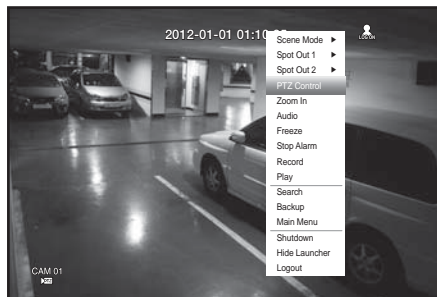 2012-01-01 01:10
LOG ON
Scene Mode
Spot Out 1
Spot Out 2
PTZ Control
Zoom In
Audio
Freeze
Stop Alarm
Record
Play
Search
Backup
Main Menu
Shutdown
Hide Launcher
Logout
CAM 01